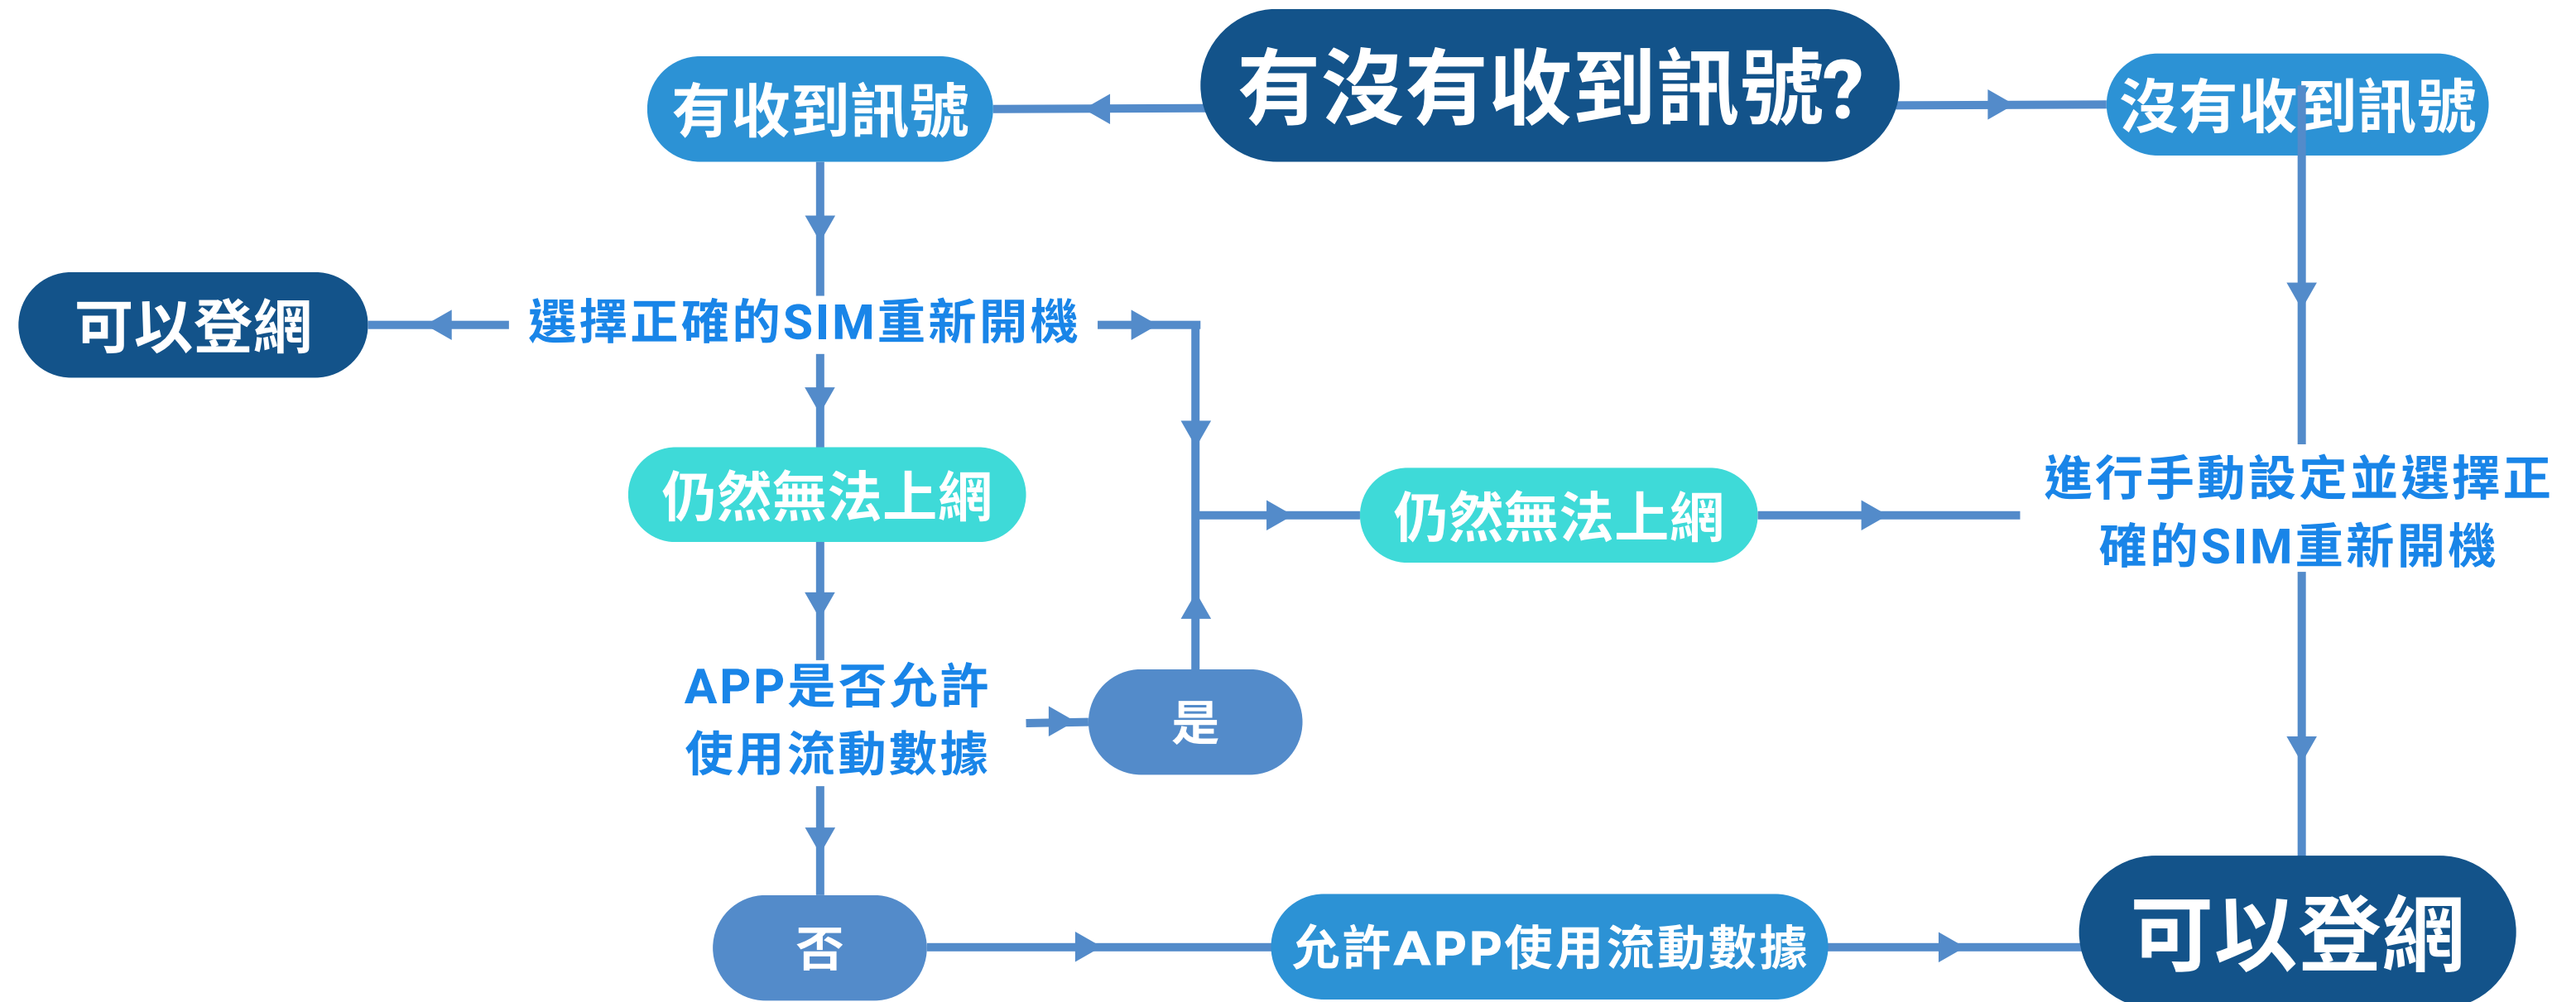 有沒有收到訊號?
有收到訊號
沒有收到訊號
可以登網
選擇正確的SIM重新開機
仍然無法上網
仍然無法上網
進行手動設定並選擇正
確的SIM重新開機
APP是否允許
使用流動數據
是
否
允許APP使用流動數據
可以登網